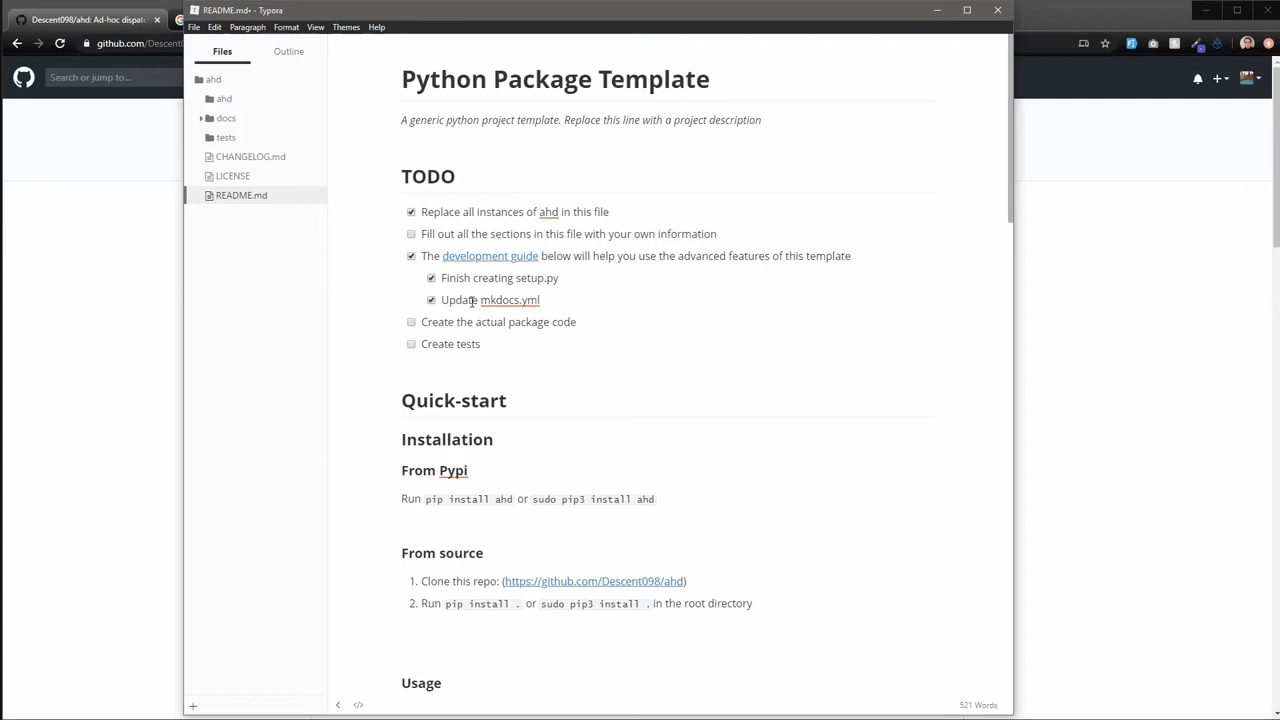 Descent098/ahd: Ad-hoc dispatc
github.com/Descent
Search or jump to...
README.md• - Typora
File Edit Paragraph Format View Themes Help
Files Outline
ahd
ahd
docs
tests
CHANGELOG.md
LICENSE
README.md
Python Package Template
A generic python project template. Replace this line with a project description
TODO
Replace all instances of ahd in this file
Fill out all the sections in this file with your own information
The development guide below will help you use the advanced features of this template
Finish creating setup.py
Update mkdocs.yml
Create the actual package code
Create tests
Quick-start
Installation
From Pypi
Run pip install ahd or sudo pip3 install ahd
From source
1. Clone this repo: (https://github.com/Descent098/ahd)
2. Run pip install . or sudo pip3 install . in the root directory
Usage
521 Words